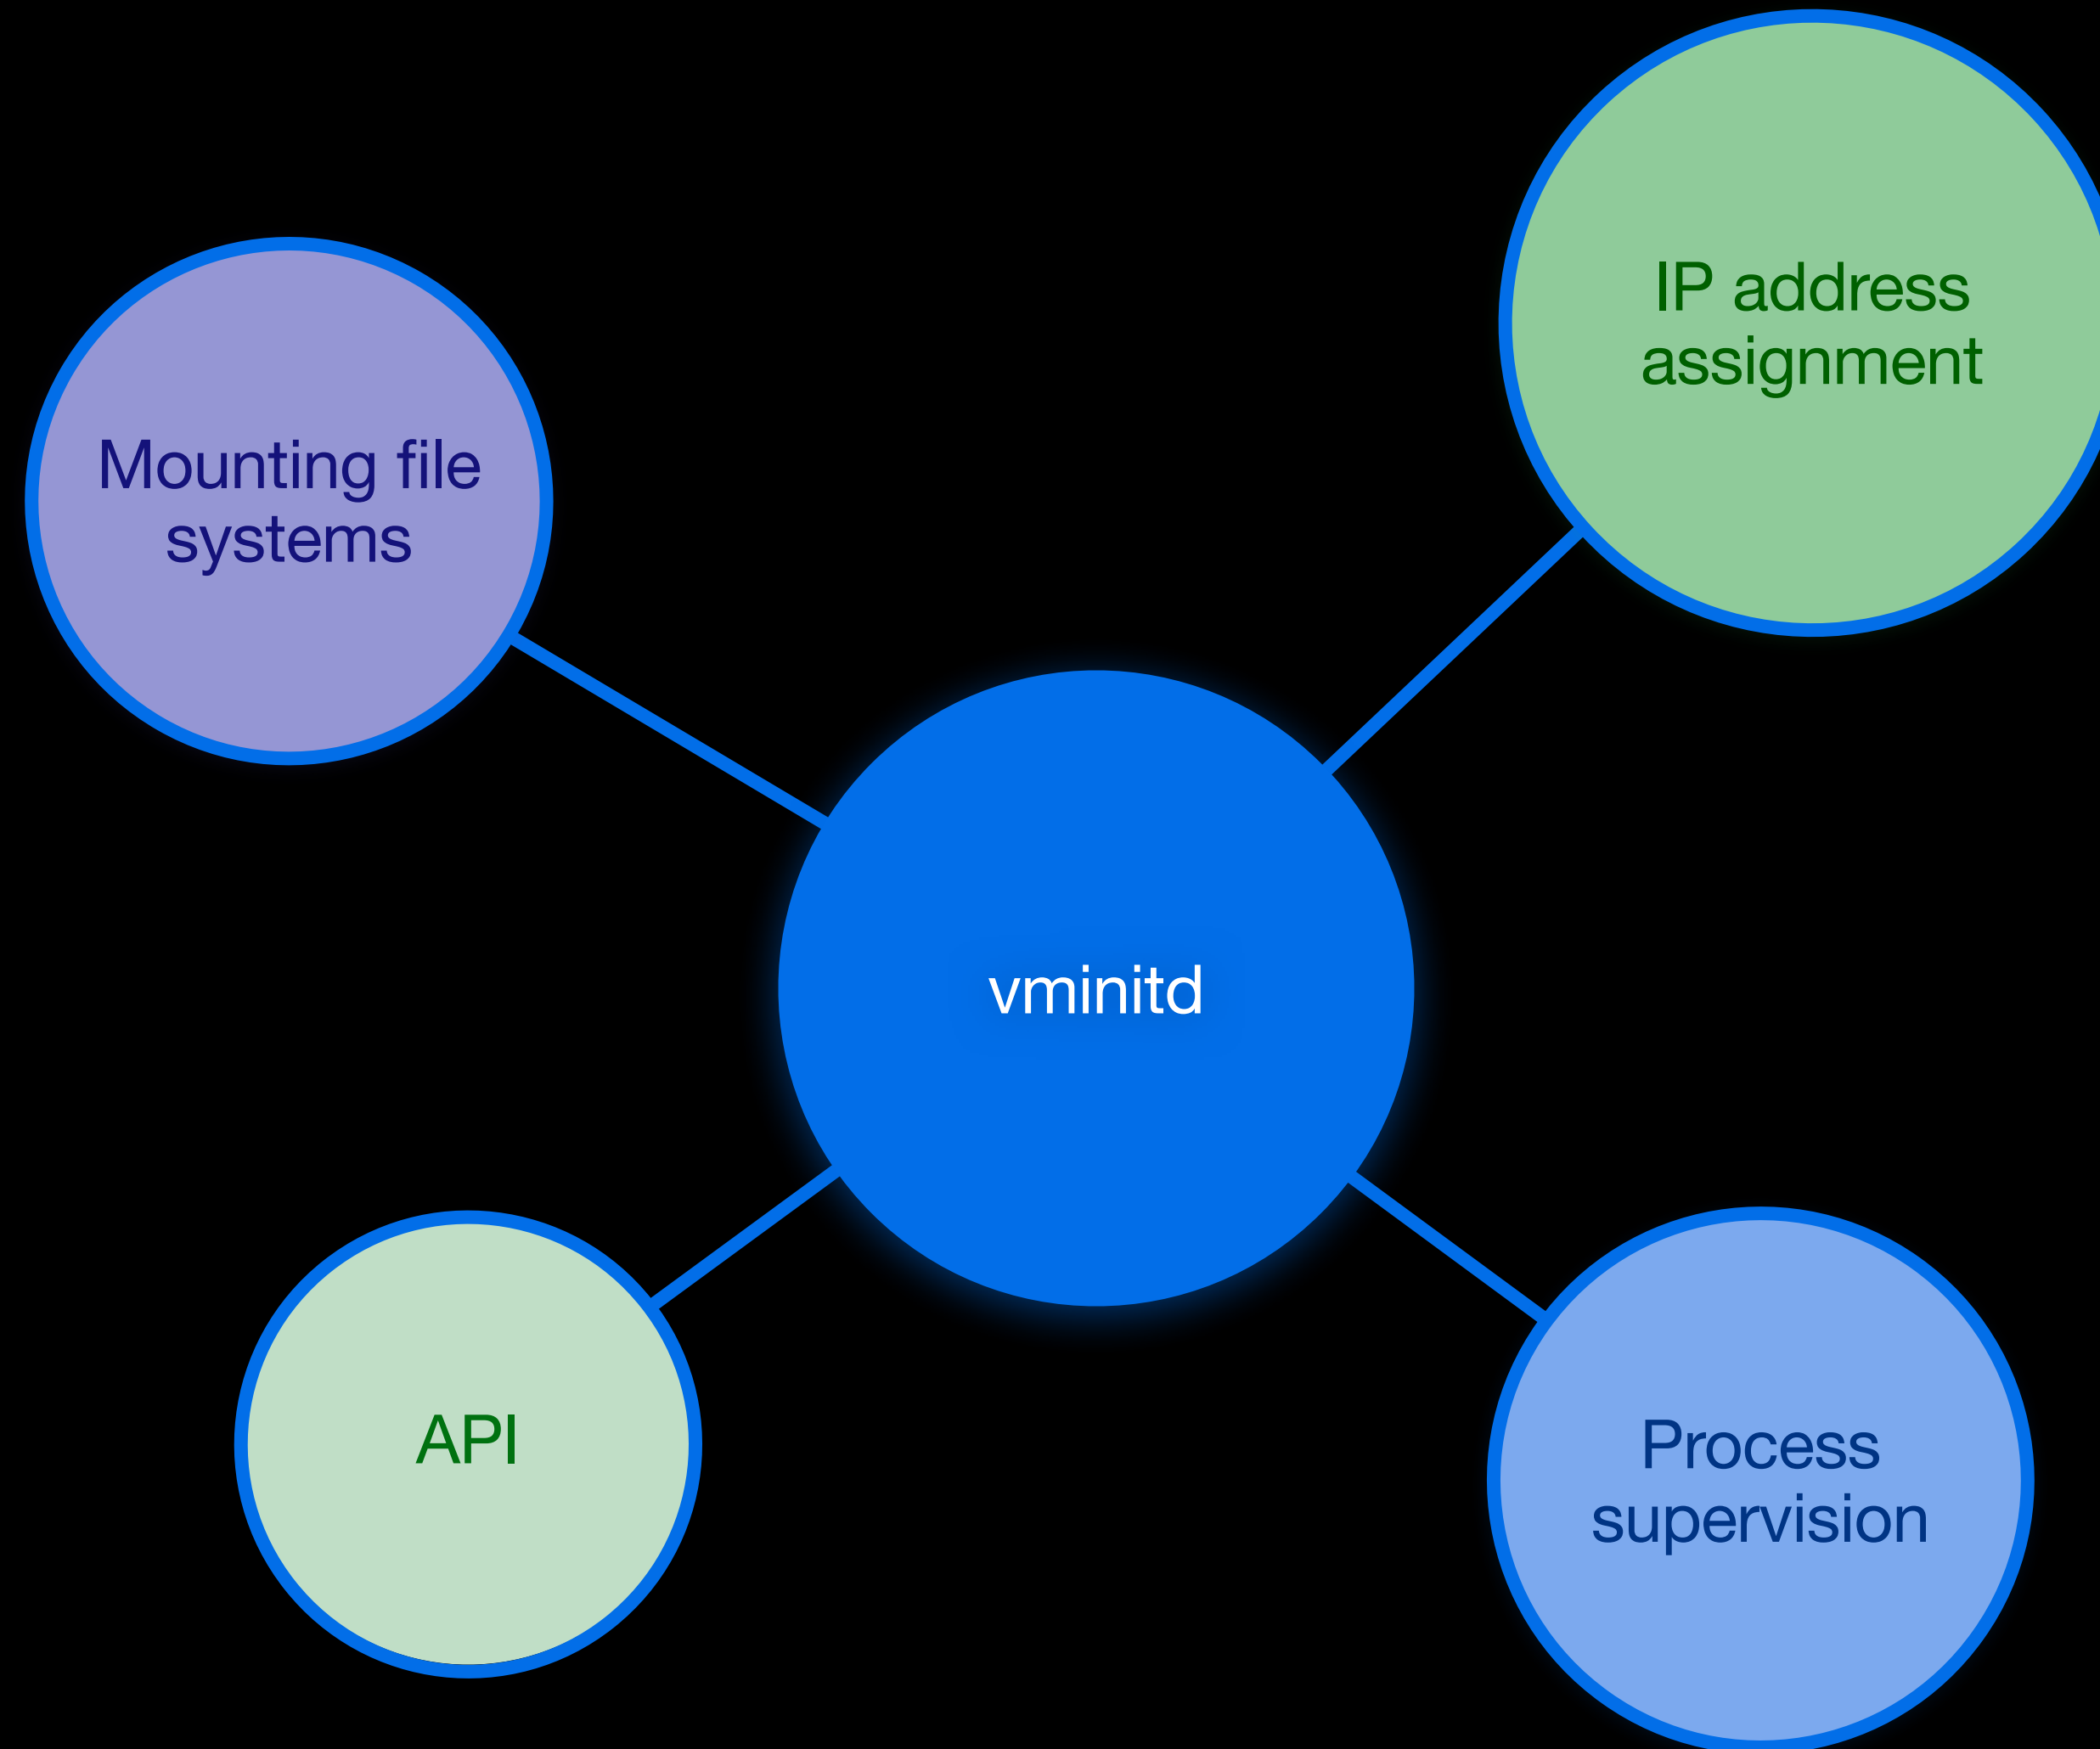 IP address
assignment
Mounting file
systems
vminitd
API
Process
supervision